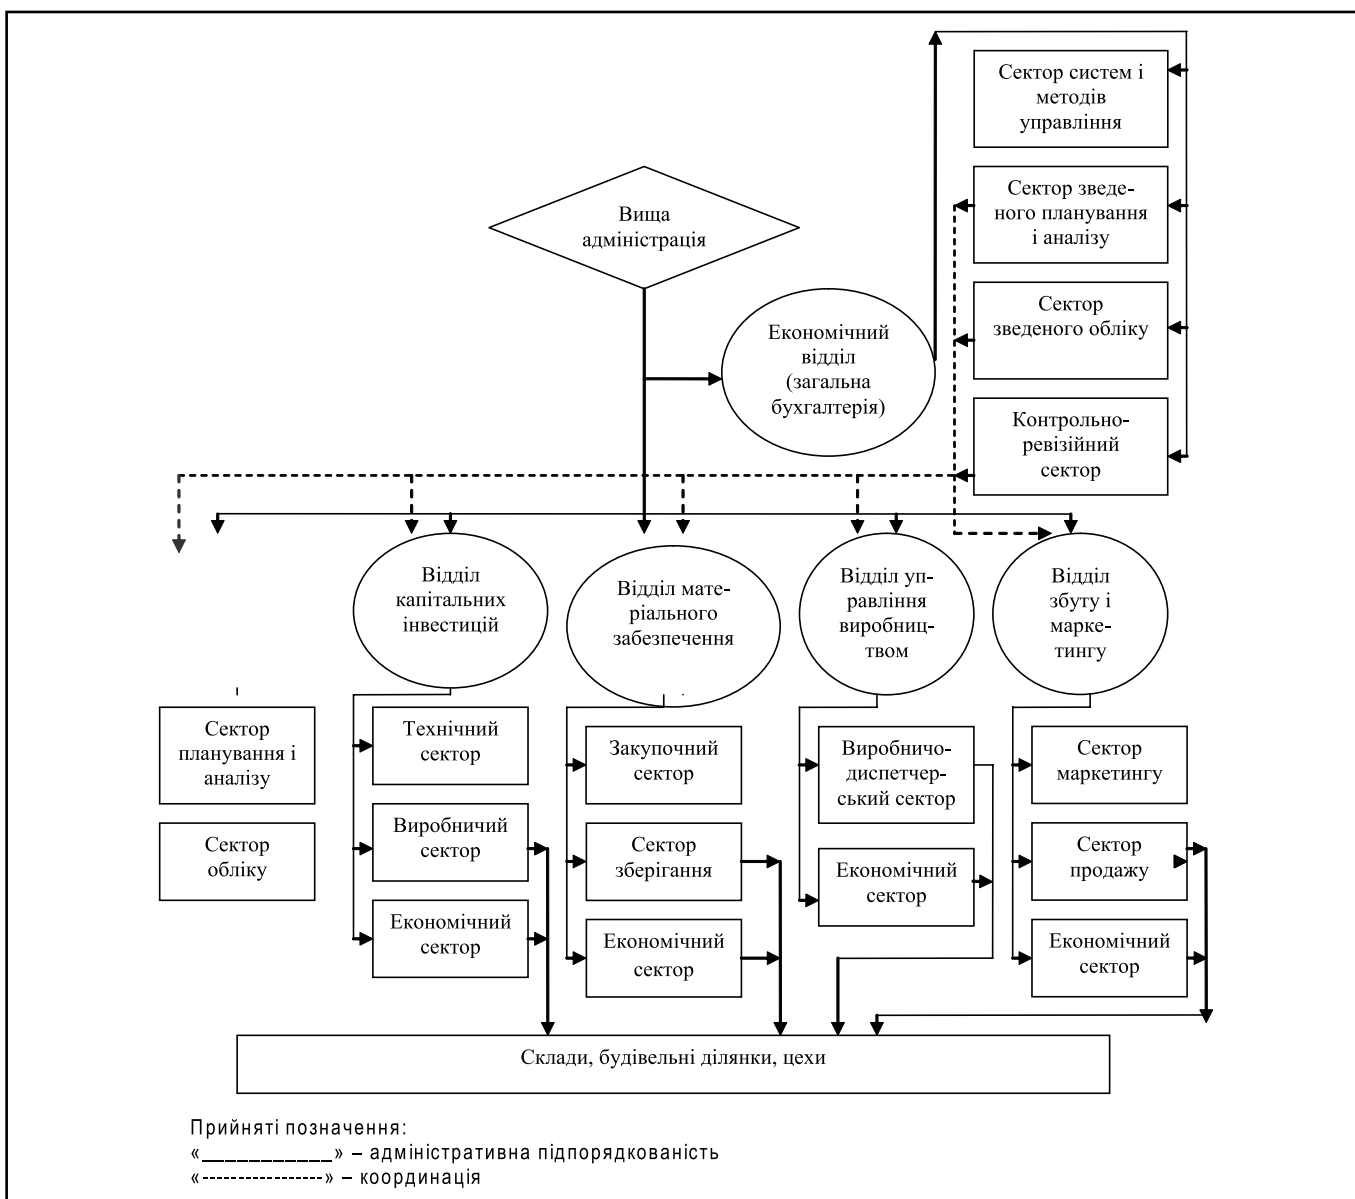 Сектор систем і
методів
управління
Вища
адміністрація
Сектор зведе-
ного планування
і аналізу
Економічний
відділ
(загальна
бухгалтерія)
Сектор
зведеного обліку
Контрольно-
ревізійний
сектор
Відділ
капітальних
інвестицій
Відділ мате-
ріального
забезпечення
Відділ уп-
равління
виробниц-
твом
Відділ
збуту і
марке-
тингу
Сектор
планування і
аналізу
Сектор
обліку
Технічний
сектор
Виробничий
сектор
Економічний
сектор
Закупочний
сектор
Сектор
зберігання
Економічний
сектор
Виробничо-
диспетчер-
ський сектор
Економічний
сектор
Сектор
маркетингу
Сектор
продажу
Економічний
сектор
Склади, будівельні ділянки, цехи
Прийняті позначення:
«____________» – адміністративна підпорядкованість
«------------------» – координація